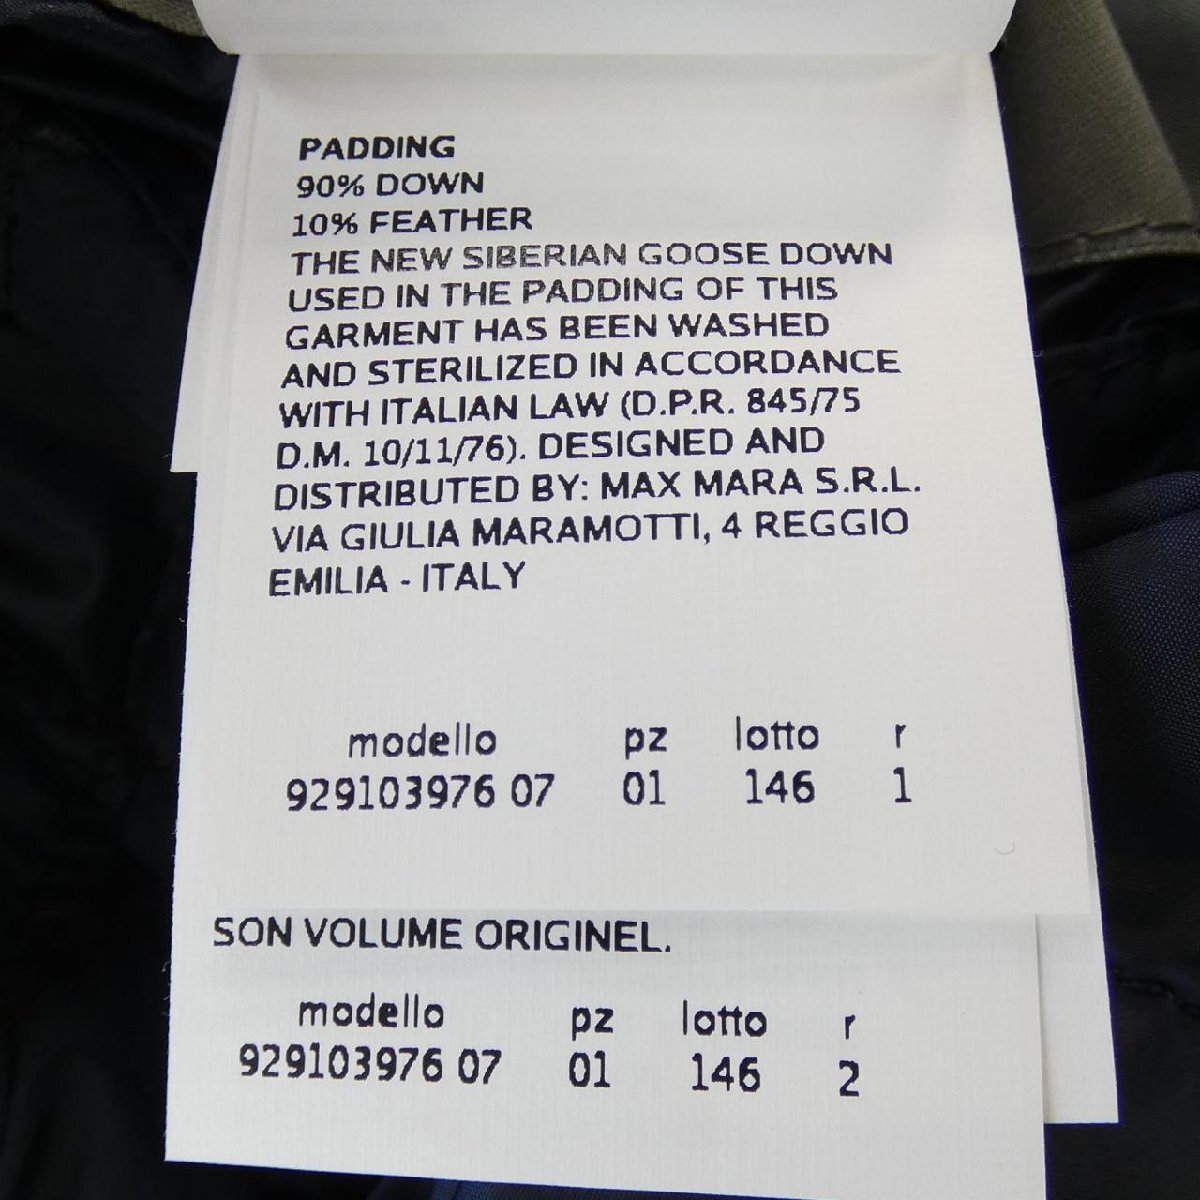 PADDING
90% DOWN
10% FEATHER
THE NEW SIBERIAN GOOSE DOWN
USED IN THE PADDING OF THIS
GARMENT HAS BEEN WASHED
AND STERILIZED IN ACCORDANCE
WITH ITALIAN LAW (D.P.R. 845/75
D.M. 10/11/76). DESIGNED AND
DISTRIBUTED BY: MAX MARA S.R.L.
VIA GIULIA MARAMOTTI, 4 REGGIO
EMILIA - ITALY
modello pz lotto r
929103976 07 01 146 1
SON VOLUME ORIGINEL.
modello pz lotto r
929103976 07 01 146 2